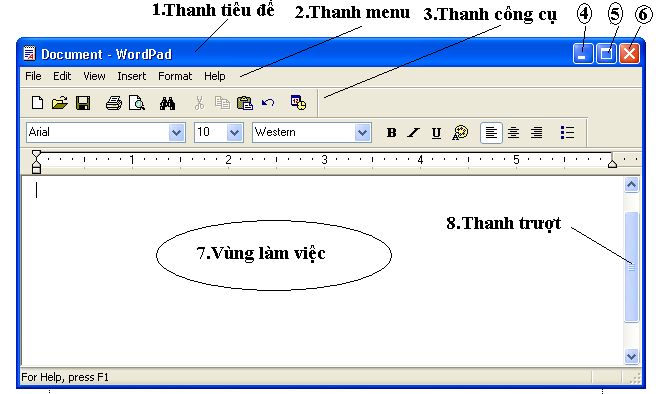 1.Thanh tiêu đề 2.Thanh menu 3.Thanh công cụ 4 5 6
Document - WordPad
File Edit View Insert Format Help
Arial 10 Western B / U
1 2 3 4 5
8.Thanh trượt
7.Vùng làm việc
For Help, press F1